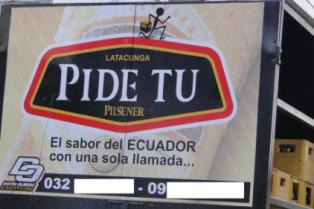 LATACUNGA
PIDE TU
PILSENER
El sabor del ECUADOR
con una sola llamada...
032 - 09